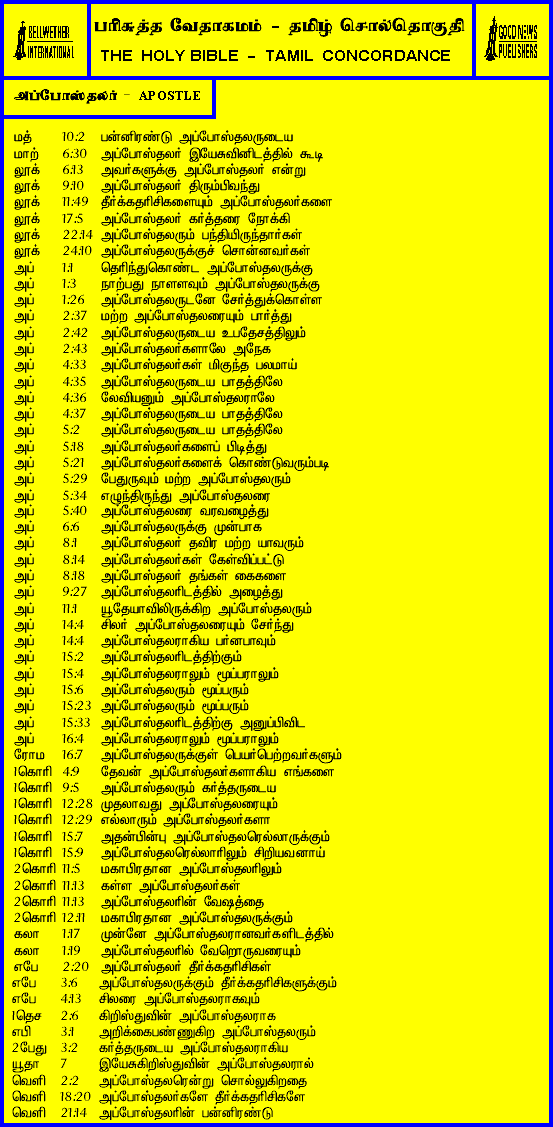 BELLWETHER INTERNATIONAL
பரிசுத்த வேதாகமம் - தமிழ் சொல்தொகுதி
THE HOLY BIBLE - TAMIL CONCORDANCE
GOOD NEWS PUBLISHERS
அப்போஸ்தலர் - APOSTLE
மத் 10:2 பன்னிரண்டு அப்போஸ்தலருடைய
மாற் 6:30 அப்போஸ்தலர் இயேசுவினிடத்தில் கூடி
லூக் 6:13 அவர்களுக்கு அப்போஸ்தலர் என்று
லூக் 9:10 அப்போஸ்தலர் திரும்பிவந்து
லூக் 11:49 தீர்க்கதரிசிகளையும் அப்போஸ்தலர்களை
லூக் 17:5 அப்போஸ்தலர் கர்த்தரை நோக்கி
லூக் 22:14 அப்போஸ்தலரும் பந்தியிருந்தார்கள்
லூக் 24:10 அப்போஸ்தலருக்குச் சொன்னவர்கள்
அப் 1:1 தெரிந்துகொண்ட அப்போஸ்தலருக்கு
அப் 1:3 நாற்பது நாளளவும் அப்போஸ்தலருக்கு
அப் 1:26 அப்போஸ்தலருடனே சேர்த்துக்கொள்ள
அப் 2:37 மற்ற அப்போஸ்தலரையும் பார்த்து
அப் 2:42 அப்போஸ்தலருடைய உபதேசத்திலும்
அப் 2:43 அப்போஸ்தலர்களாலே அநேக
அப் 4:33 அப்போஸ்தலர்கள் மிகுந்த பலமாய்
அப் 4:35 அப்போஸ்தலருடைய பாதத்திலே
அப் 4:36 லேவியனும் அப்போஸ்தலராலே
அப் 4:37 அப்போஸ்தலருடைய பாதத்திலே
அப் 5:2 அப்போஸ்தலருடைய பாதத்திலே
அப் 5:18 அப்போஸ்தலர்களைப் பிடித்து
அப் 5:21 அப்போஸ்தலர்களைக் கொண்டுவரும்படி
அப் 5:29 பேதுருவும் மற்ற அப்போஸ்தலரும்
அப் 5:34 எழுந்திருந்து அப்போஸ்தலரை
அப் 5:40 அப்போஸ்தலரை வரவழைத்து
அப் 6:6 அப்போஸ்தலருக்கு முன்பாக
அப் 8:1 அப்போஸ்தலர் தவிர மற்ற யாவரும்
அப் 8:14 அப்போஸ்தலர்கள் கேள்விப்பட்டு
அப் 8:18 அப்போஸ்தலர் தங்கள் கைகளை
அப் 9:27 அப்போஸ்தலரிடத்தில் அழைத்து
அப் 11:1 யூதேயாவிலிருக்கிற அப்போஸ்தலரும்
அப் 14:4 சிலர் அப்போஸ்தலரையும் சேர்ந்து
அப் 14:4 அப்போஸ்தலராகிய பர்னபாவும்
அப் 15:2 அப்போஸ்தலரிடத்திற்கும்
அப் 15:4 அப்போஸ்தலராலும் மூப்பராலும்
அப் 15:6 அப்போஸ்தலரும் மூப்பரும்
அப் 15:23 அப்போஸ்தலரும் மூப்பரும்
அப் 15:33 அப்போஸ்தலரிடத்திற்கு அனுப்பிவிட
அப் 16:4 அப்போஸ்தலராலும் மூப்பராலும்
ரோம 16:7 அப்போஸ்தலருக்குள் பெயர்பெற்றவர்களும்
1கொரி 4:9 தேவன் அப்போஸ்தலர்களாகிய எங்களை
1கொரி 9:5 அப்போஸ்தலரும் கர்த்தருடைய
1கொரி 12:28 முதலாவது அப்போஸ்தலரையும்
1கொரி 12:29 எல்லாரும் அப்போஸ்தலர்களா
1கொரி 15:7 அதன்பின்பு அப்போஸ்தலரெல்லாருக்கும்
1கொரி 15:9 அப்போஸ்தலரெல்லாரிலும் சிறியவனாய்
2கொரி 11:5 மகாபிரதான அப்போஸ்தலரிலும்
2கொரி 11:13 கள்ள அப்போஸ்தலர்கள்
2கொரி 11:13 அப்போஸ்தலரின் வேஷத்தை
2கொரி 12:11 மகாபிரதான அப்போஸ்தலருக்கும்
கலா 1:17 முன்னே அப்போஸ்தலரானவர்களிடத்தில்
கலா 1:19 அப்போஸ்தலரில் வேறொருவரையும்
எபே 2:20 அப்போஸ்தலர் தீர்க்கதரிசிகள்
எபே 3:6 அப்போஸ்தலருக்கும் தீர்க்கதரிசிகளுக்கும்
எபே 4:13 சிலரை அப்போஸ்தலராகவும்
1தெச 2:6 கிறிஸ்துவின் அப்போஸ்தலராக
எபி 3:1 அறிக்கைபண்ணுகிற அப்போஸ்தலரும்
2பேது 3:2 கர்த்தருடைய அப்போஸ்தலராகிய
யூதா 7 இயேசுகிறிஸ்துவின் அப்போஸ்தலரால்
வெளி 2:2 அப்போஸ்தலரென்று சொல்லுகிறதை
வெளி 18:20 அப்போஸ்தலர்களே தீர்க்கதரிசிகளே
வெளி 21:14 அப்போஸ்தலரின் பன்னிரண்டு